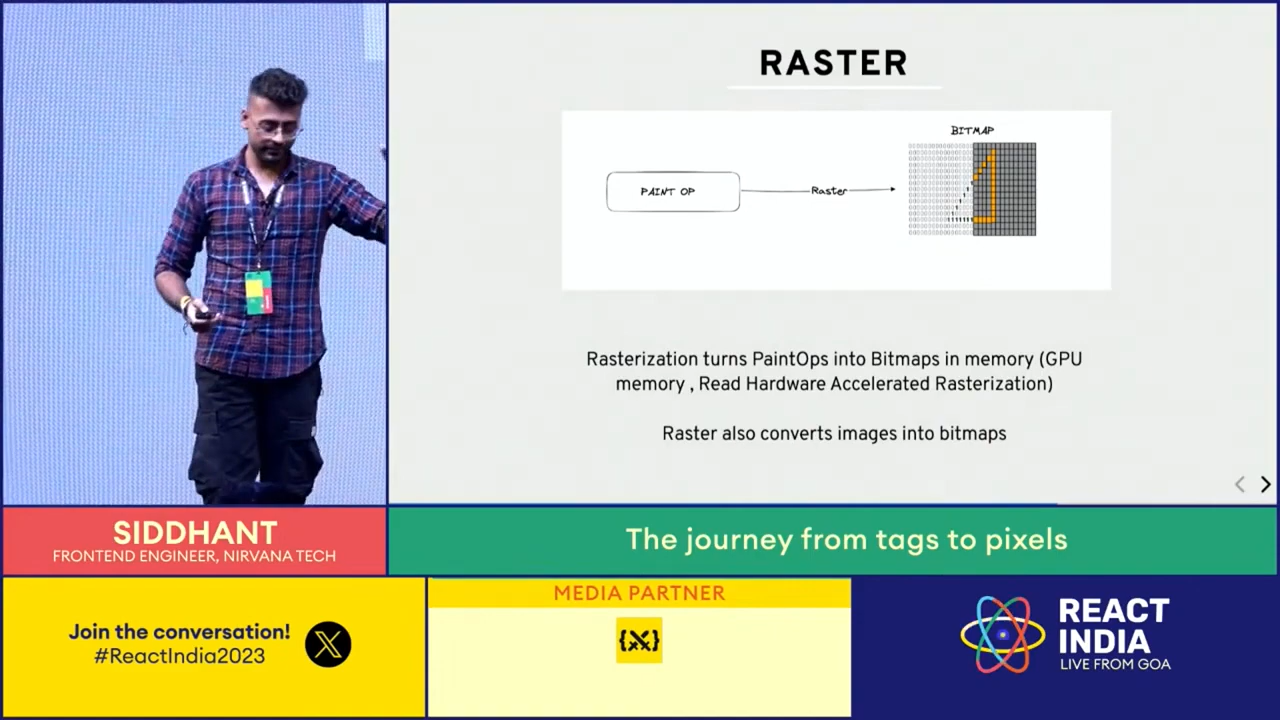 RASTER
BITMAP
PAINT OP
Raster
Rasterization turns PaintOps into Bitmaps in memory (GPU
memory , Read Hardware Accelerated Rasterization)
Raster also converts images into bitmaps
SIDDHANT
FRONTEND ENGINEER, NIRVANA TECH
The journey from tags to pixels
Join the conversation!
#ReactIndia2023
MEDIA PARTNER
REACT
INDIA
LIVE FROM GOA